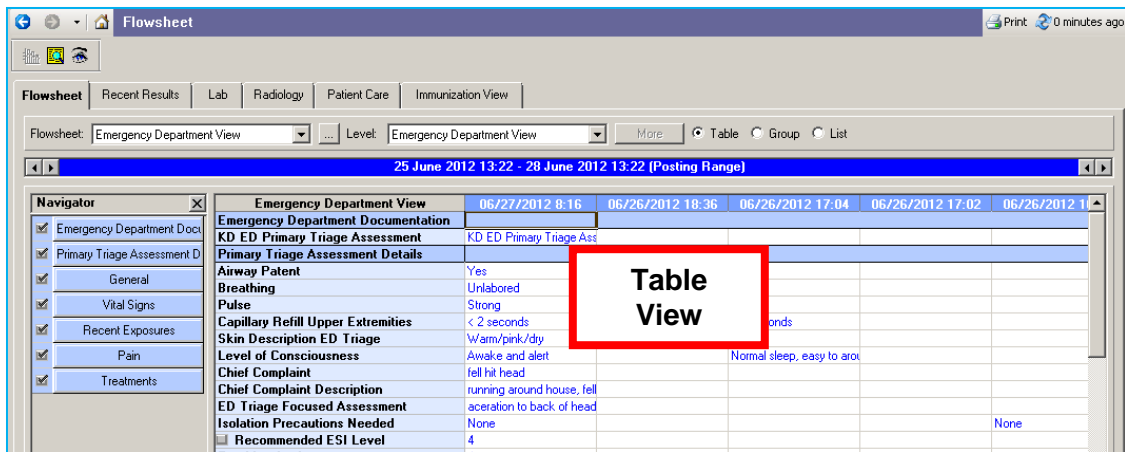 Flowsheet Print 0 minutes ago
Flowsheet Recent Results Lab Radiology Patient Care Immunization View
Flowsheet: Emergency Department View ... Level: Emergency Department View More Table Group List
25 June 2012 13:22 - 28 June 2012 13:22 (Posting Range)
Navigator
Emergency Department Docu
Primary Triage Assessment D
General
Vital Signs
Recent Exposures
Pain
Treatments
Emergency Department View 06/27/2012 8:16 06/26/2012 18:36 06/26/2012 17:04 06/26/2012 17:02 06/26/2012 1
Emergency Department Documentation
KD ED Primary Triage Assessment KD ED Primary Triage Ass
Primary Triage Assessment Details
Airway Patent Yes
Breathing Unlabored
Pulse Strong
Capillary Refill Upper Extremities < 2 seconds onds
Skin Description ED Triage Warm/pink/dry
Level of Consciousness Awake and alert Normal sleep, easy to arou
Chief Complaint fell hit head
Chief Complaint Description running around house, fell
ED Triage Focused Assessment aceration to back of head
Isolation Precautions Needed None None
Recommended ESI Level 4
Table
View